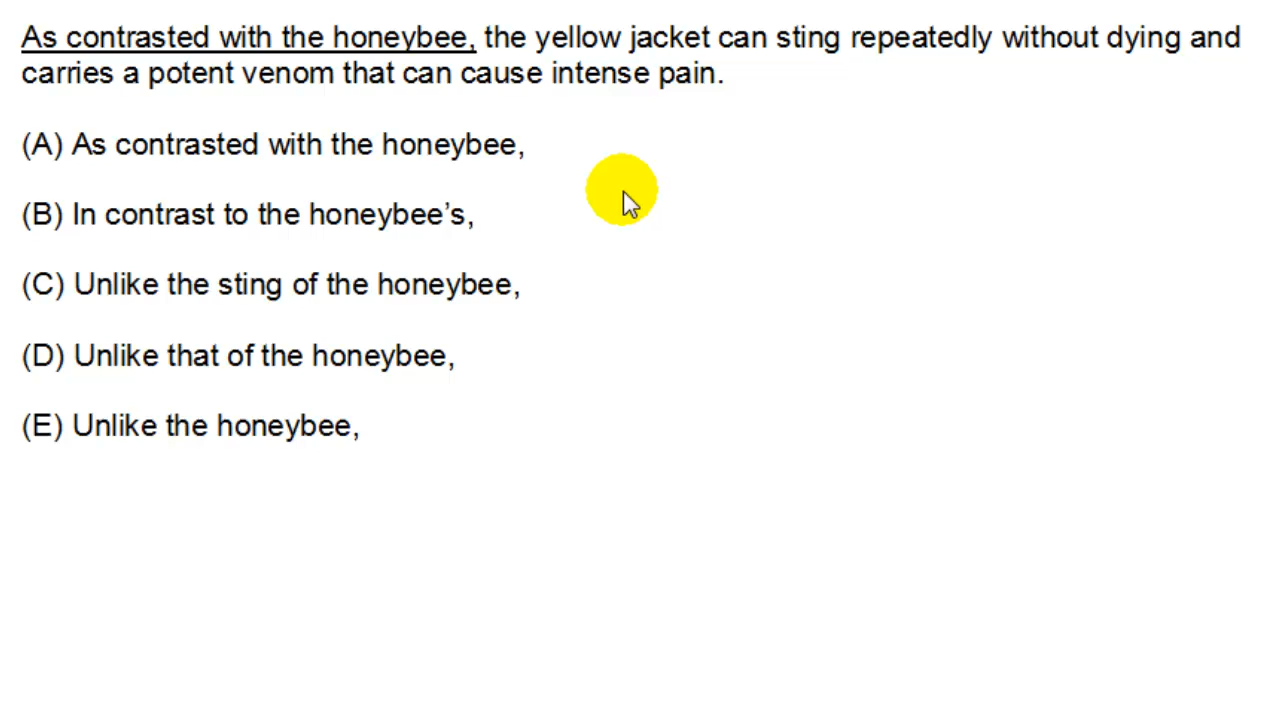 As contrasted with the honeybee, the yellow jacket can sting repeatedly without dying and
carries a potent venom that can cause intense pain.
(A) As contrasted with the honeybee,
(B) In contrast to the honeybee’s,
(C) Unlike the sting of the honeybee,
(D) Unlike that of the honeybee,
(E) Unlike the honeybee,